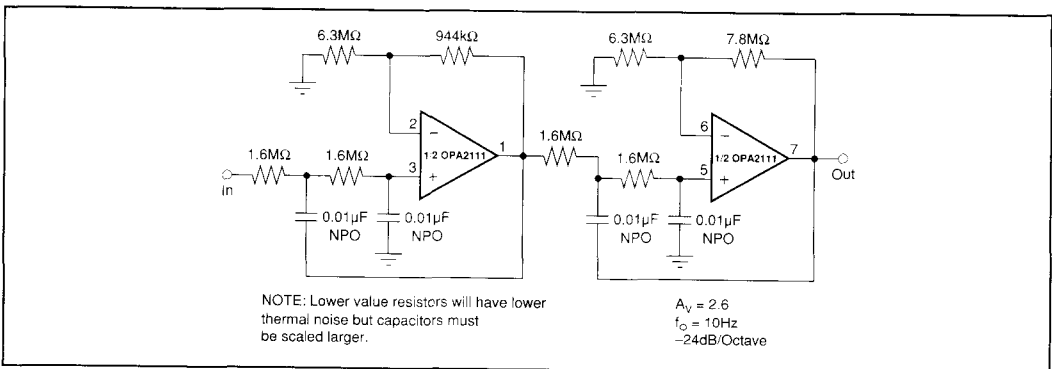 6.3MΩ
944kΩ
2
–
1/2 OPA2111
1
3
+
1.6MΩ
1.6MΩ
In
0.01µF
NPO
0.01µF
NPO
6.3MΩ
7.8MΩ
6
–
1/2 OPA2111
7
5
+
1.6MΩ
1.6MΩ
Out
0.01µF
NPO
0.01µF
NPO
NOTE: Lower value resistors will have lower
thermal noise but capacitors must
be scaled larger.
AV = 2.6
fO = 10Hz
–24dB/Octave